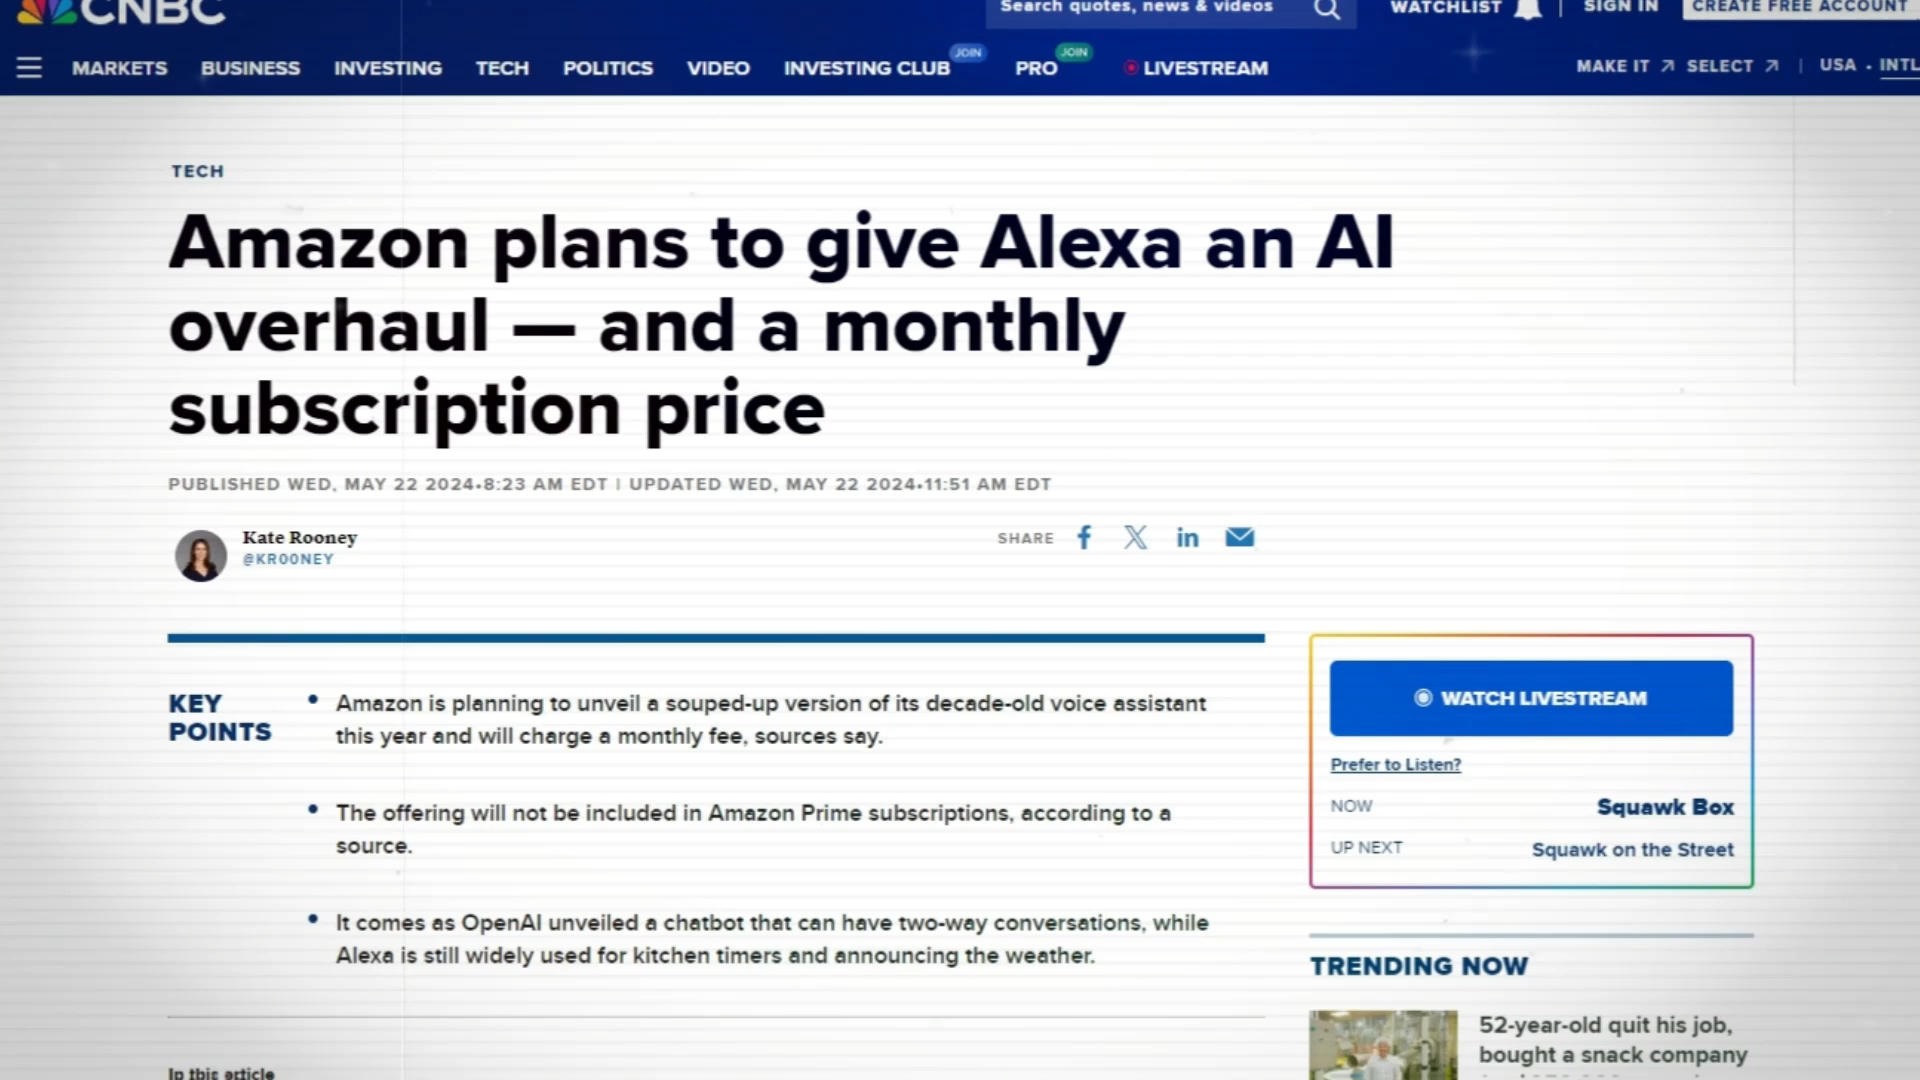 CNBC
Search quotes, news & videos
WATCHLIST
SIGN IN
CREATE FREE ACCOUNT
MARKETS BUSINESS INVESTING TECH POLITICS VIDEO INVESTING CLUB JOIN PRO JOIN LIVESTREAM
MAKE IT SELECT | USA • INTL
TECH
Amazon plans to give Alexa an AI
overhaul — and a monthly
subscription price
PUBLISHED WED, MAY 22 2024•8:23 AM EDT | UPDATED WED, MAY 22 2024•11:51 AM EDT
Kate Rooney
@KR00NEY
SHARE
KEY
POINTS
• Amazon is planning to unveil a souped-up version of its decade-old voice assistant
this year and will charge a monthly fee, sources say.
• The offering will not be included in Amazon Prime subscriptions, according to a
source.
• It comes as OpenAI unveiled a chatbot that can have two-way conversations, while
Alexa is still widely used for kitchen timers and announcing the weather.
In this article
WATCH LIVESTREAM
Prefer to Listen?
NOW Squawk Box
UP NEXT Squawk on the Street
TRENDING NOW
52-year-old quit his job,
bought a snack company